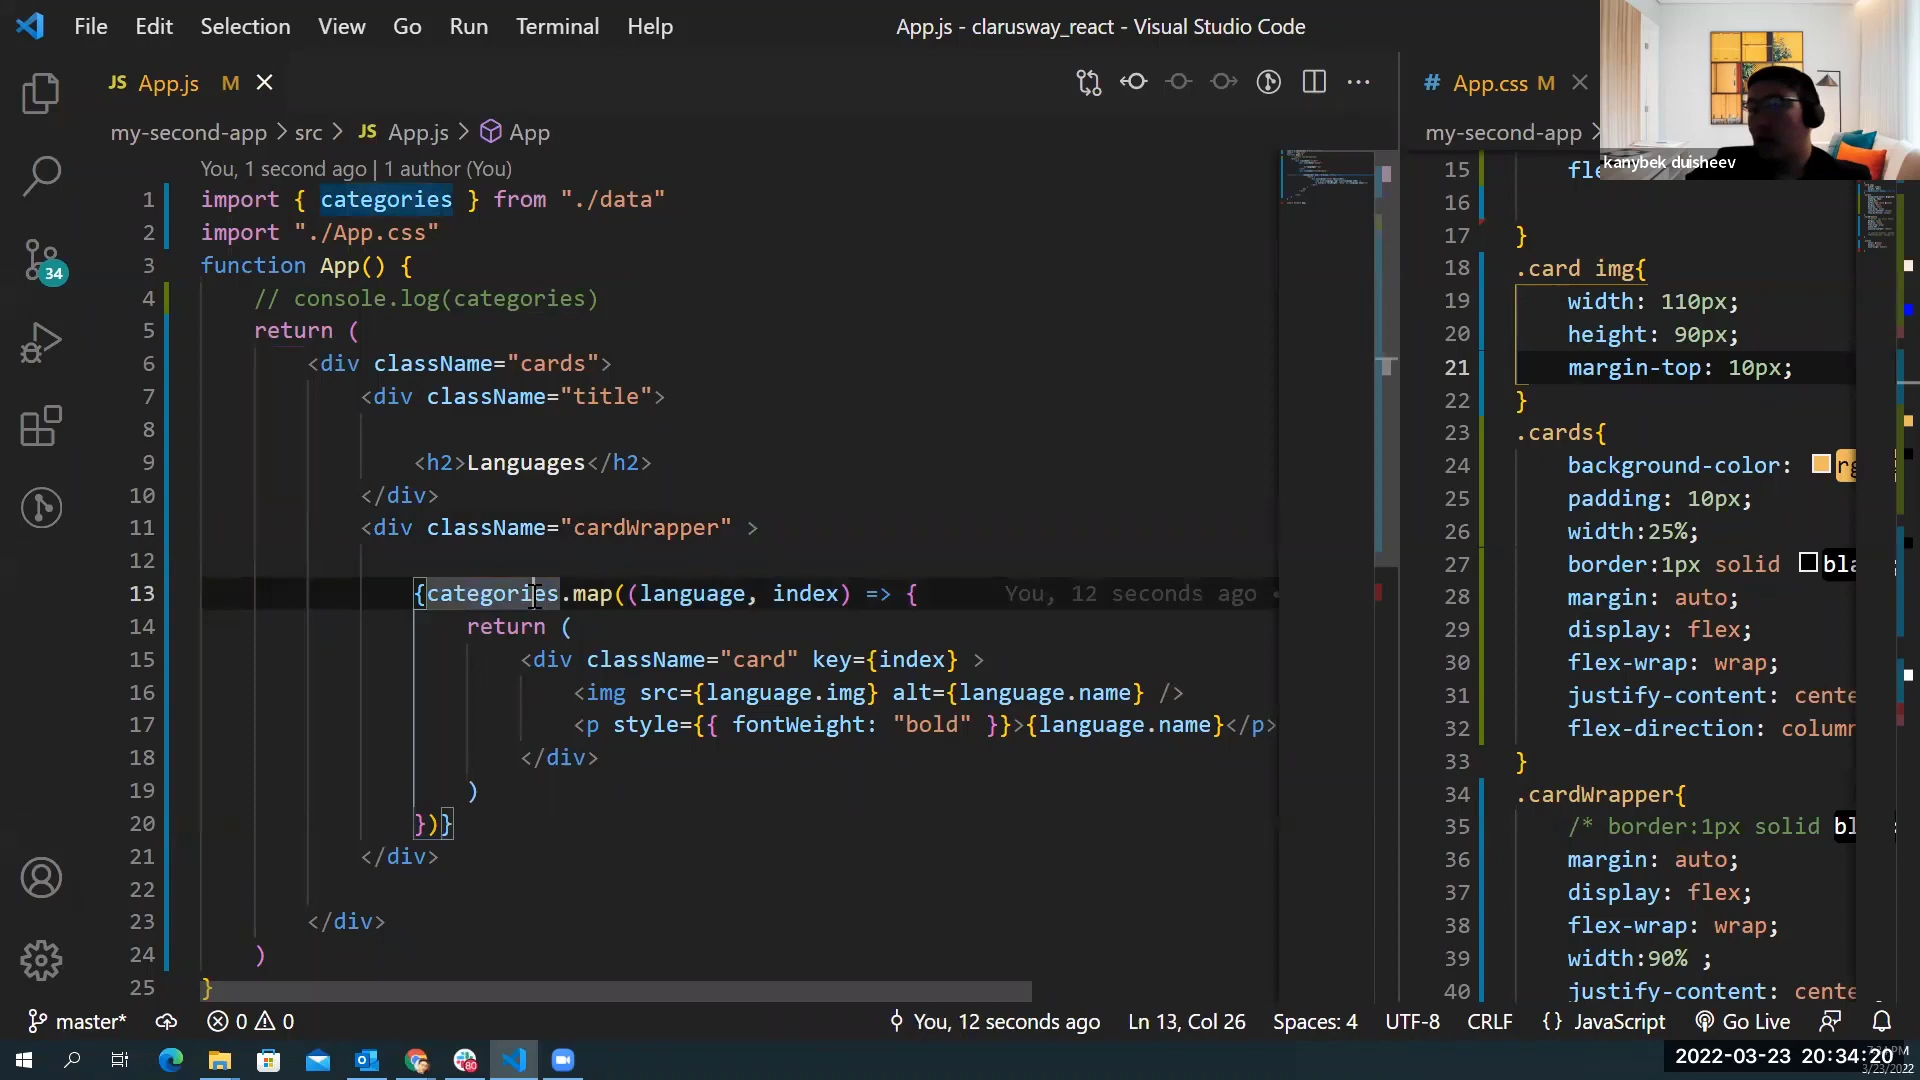 File Edit Selection View Go Run Terminal Help
App.js - clarusway_react - Visual Studio Code
JS App.js M
# App.css M
my-second-app > src > JS App.js > App
my-second-app >
kanybek duisheev
You, 1 second ago | 1 author (You)
1 import { categories } from "./data"
2 import "./App.css"
3 function App() {
4 // console.log(categories)
5 return (
6 <div className="cards">
7 <div className="title">
8
9 <h2>Languages</h2>
10 </div>
11 <div className="cardWrapper" >
12
13 {categories.map((language, index) => { You, 12 seconds ago •
14 return (
15 <div className="card" key={index} >
16 <img src={language.img} alt={language.name} />
17 <p style={{ fontWeight: "bold" }}>{language.name}</p>
18 </div>
19 )
20 })}
21 </div>
22
23 </div>
24 )
25 }
15 fle
16
17 }
18 .card img{
19 width: 110px;
20 height: 90px;
21 margin-top: 10px;
22 }
23 .cards{
24 background-color: rg
25 padding: 10px;
26 width:25%;
27 border:1px solid bla
28 margin: auto;
29 display: flex;
30 flex-wrap: wrap;
31 justify-content: cente
32 flex-direction: column
33 }
34 .cardWrapper{
35 /* border:1px solid bl
36 margin: auto;
37 display: flex;
38 flex-wrap: wrap;
39 width:90% ;
40 justify-content: cente
34
master* 0 0 You, 12 seconds ago Ln 13, Col 26 Spaces: 4 UTF-8 CRLF {} JavaScript Go Live
80
2022-03-23 20:34:20
3/23/2022